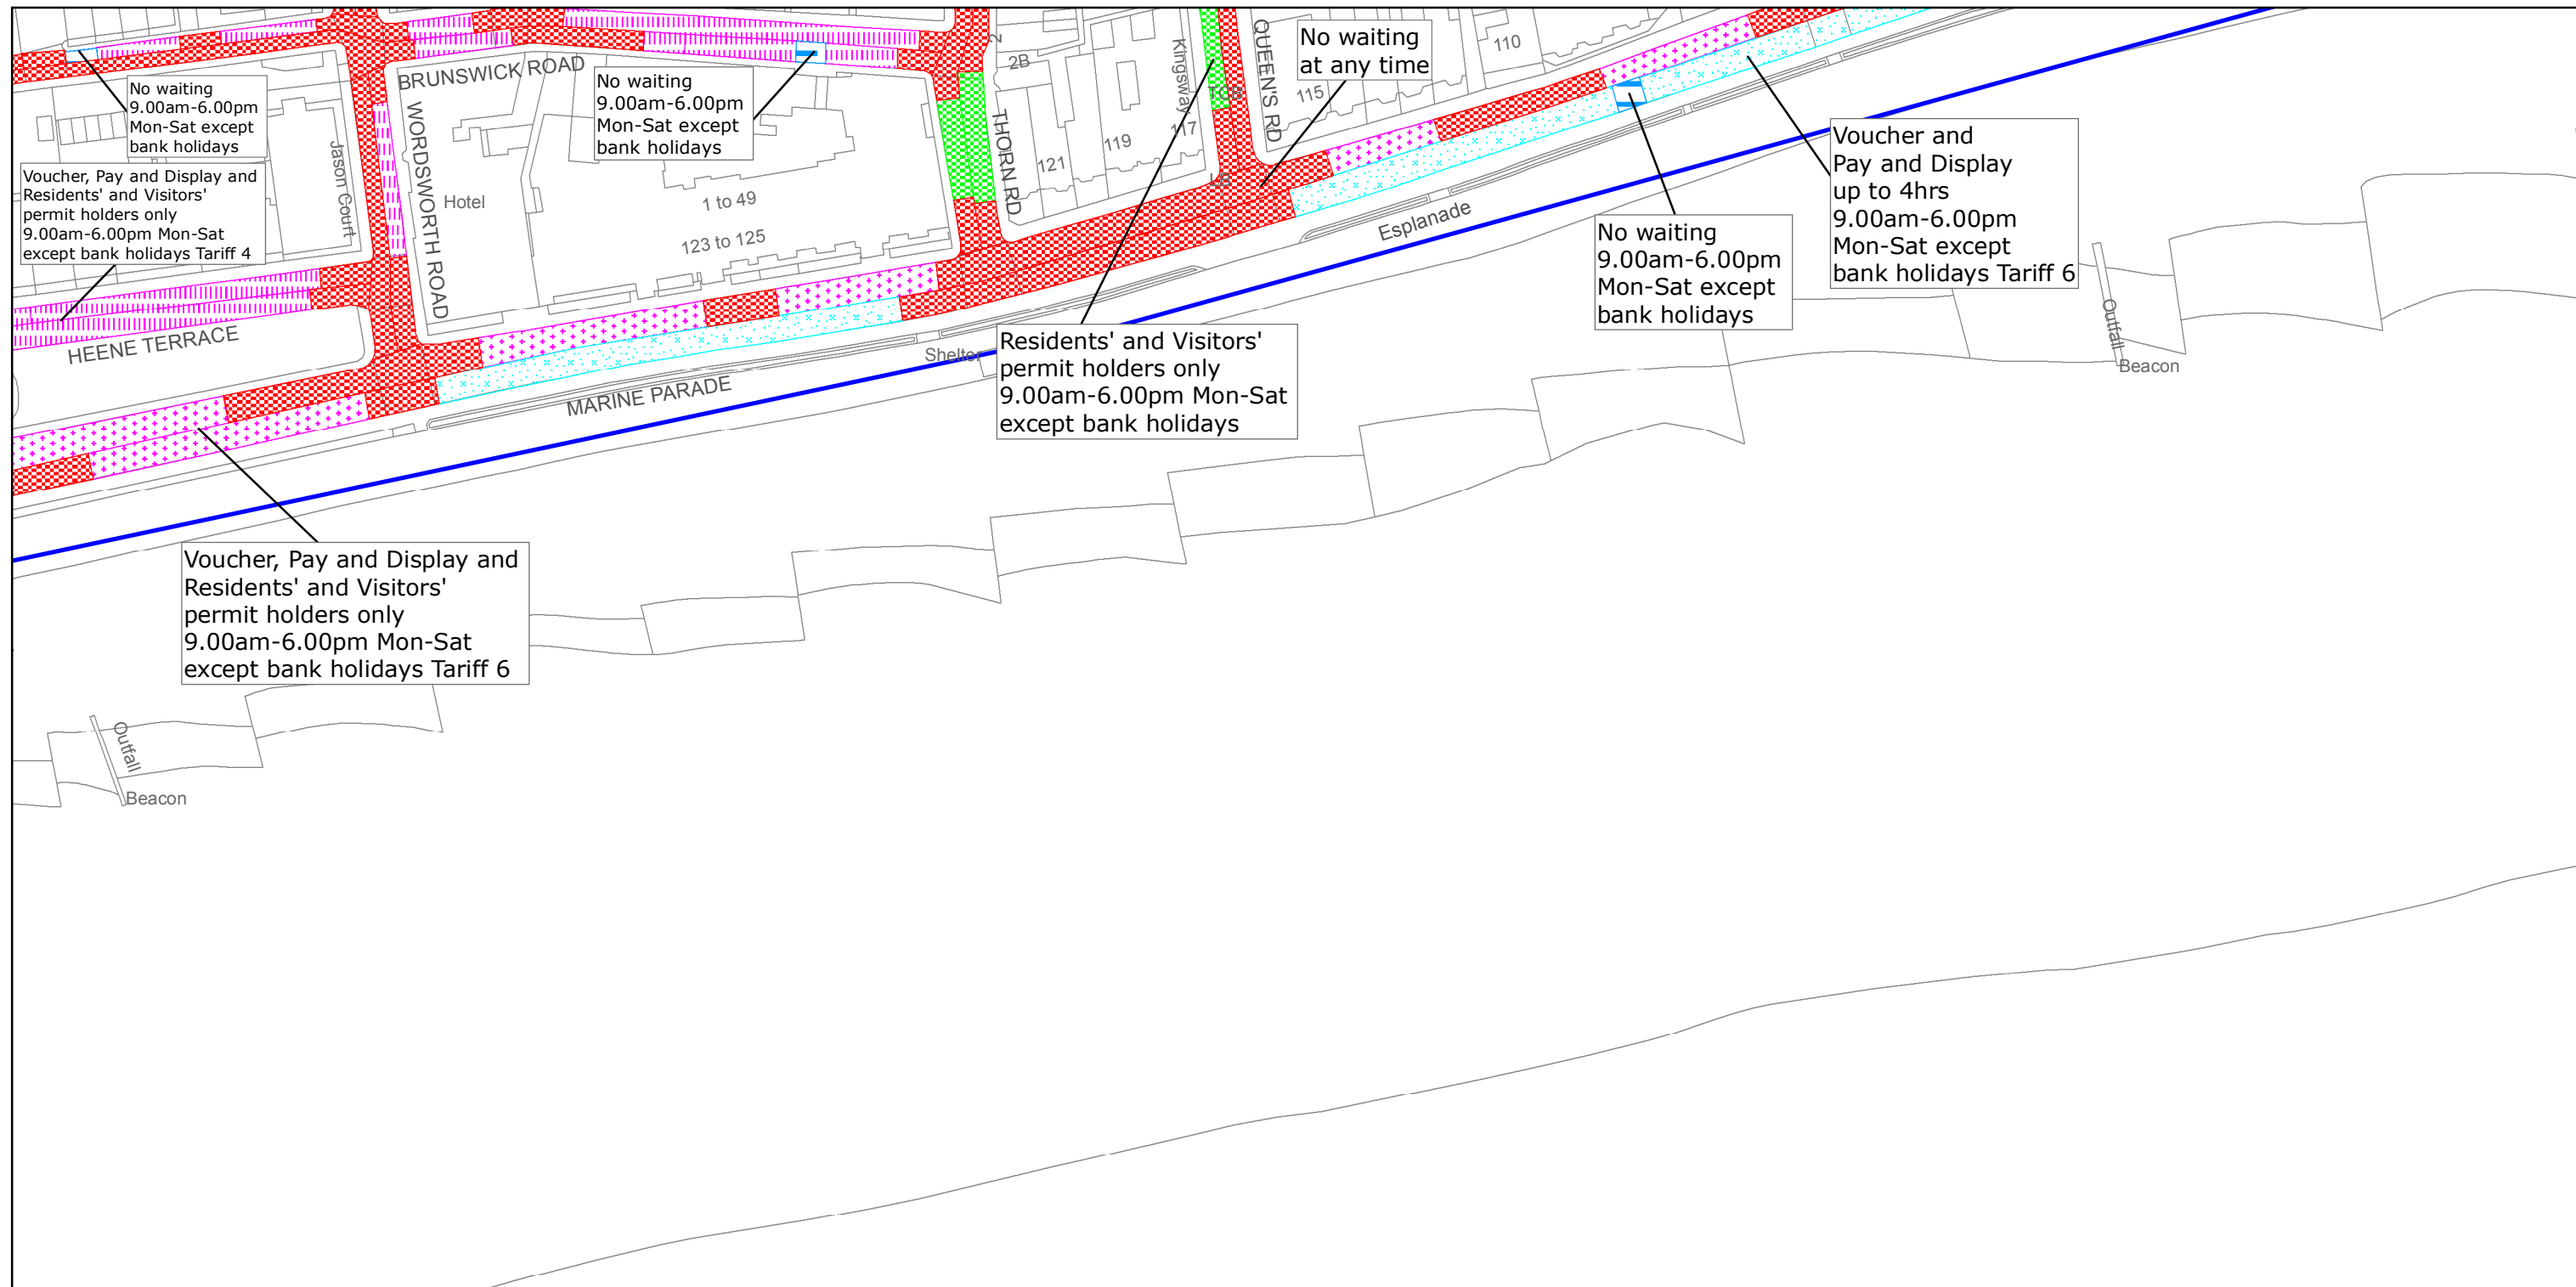 No waiting
9.00am-6.00pm
Mon-Sat except
bank holidays
Voucher, Pay and Display and
Residents' and Visitors'
permit holders only
9.00am-6.00pm Mon-Sat
except bank holidays Tariff 4
Jason Court
HEENE TERRACE
BRUNSWICK ROAD
WORDSWORTH ROAD
Hotel
No waiting
9.00am-6.00pm
Mon-Sat except
bank holidays
1 to 49
123 to 125
2
2B
THORN RD
121
119
117
Kingsway
TCB
LB
QUEEN'S RD
115
No waiting
at any time
110
Voucher and
Pay and Display
up to 4hrs
9.00am-6.00pm
Mon-Sat except
bank holidays Tariff 6
No waiting
9.00am-6.00pm
Mon-Sat except
bank holidays
Esplanade
Residents' and Visitors'
permit holders only
9.00am-6.00pm Mon-Sat
except bank holidays
Shelter
MARINE PARADE
Outfall
Beacon
Voucher, Pay and Display and
Residents' and Visitors'
permit holders only
9.00am-6.00pm Mon-Sat
except bank holidays Tariff 6
Outfall
Beacon